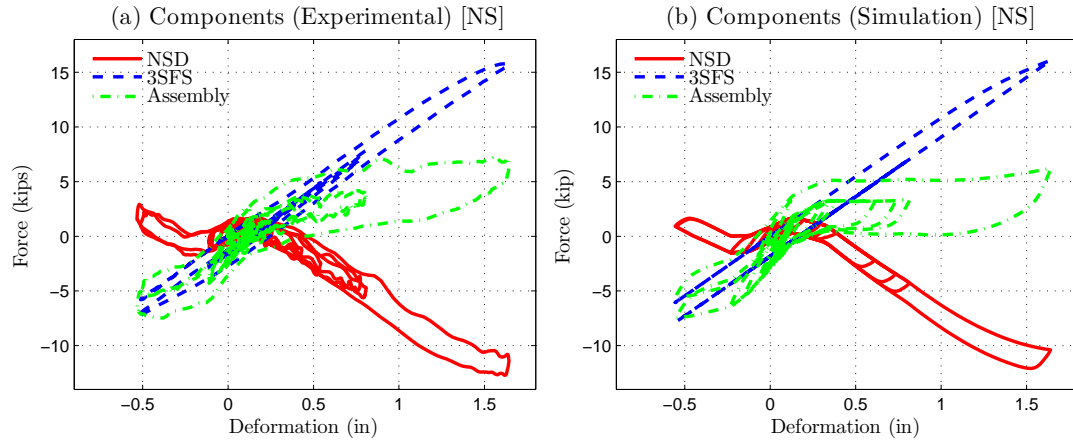 (a) Components (Experimental) [NS]
NSD
3SFS
Assembly
15
10
5
0
−5
−10
Force (kips)
−0.5
0
0.5
1
1.5
Deformation (in)
(b) Components (Simulation) [NS]
NSD
3SFS
Assembly
15
10
5
0
−5
−10
Force (kip)
−0.5
0
0.5
1
1.5
Deformation (in)